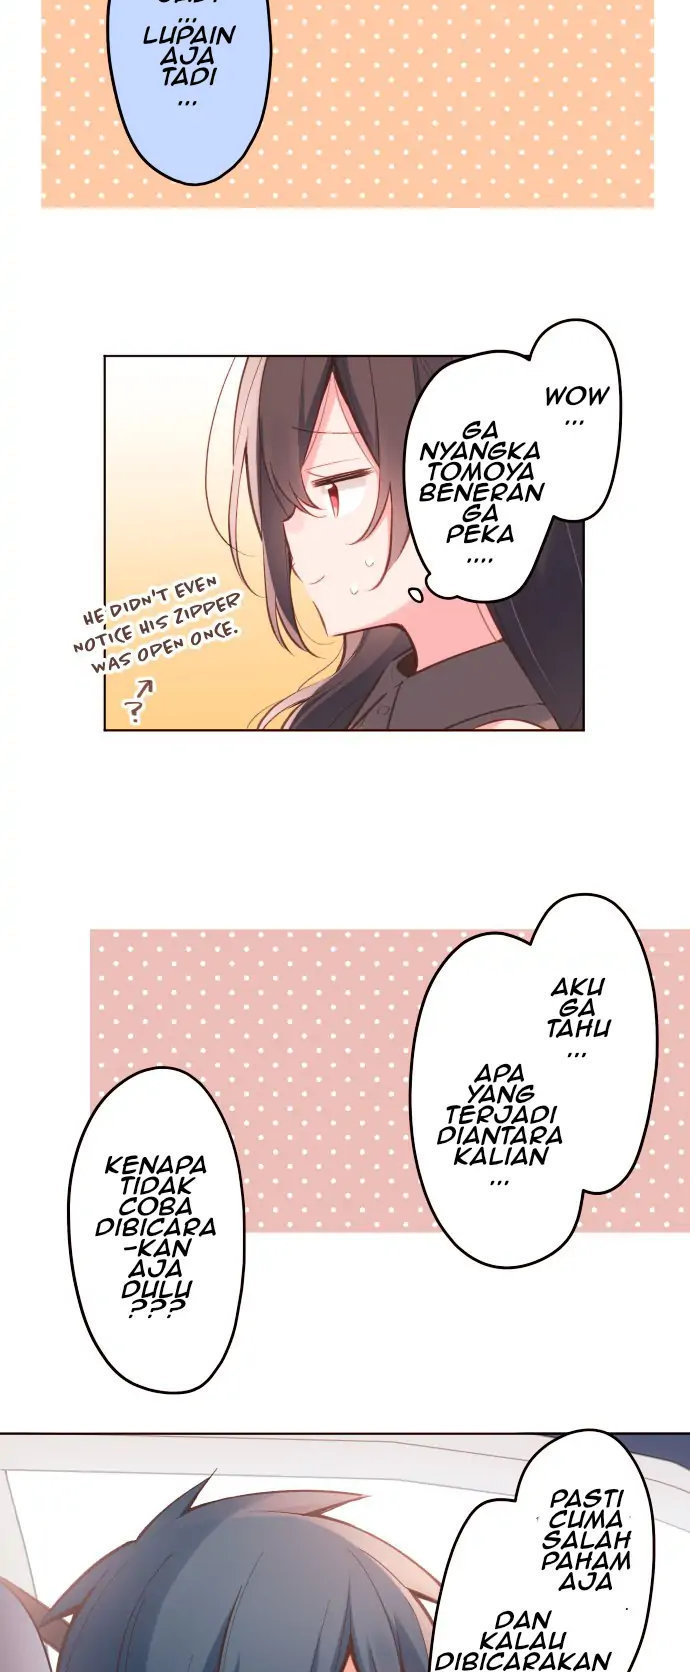 ...
LUPAIN
AJA
TADI
...
WOW
...
GA
NYANGKA
TOMOYA
BENERAN
GA
PEKA
....
HE DIDN'T EVEN
NOTICE HIS ZIPPER
WAS OPEN ONCE.
?
AKU
GA
TAHU
...
APA
YANG
TERJADI
DIANTARA
KALIAN
...
KENAPA
TIDAK
COBA
DIBICARA
-KAN
AJA
DULU
???
PASTI
CUMA
SALAH
PAHAM
AJA
.
DAN
KALAU
DIBICARAKAN